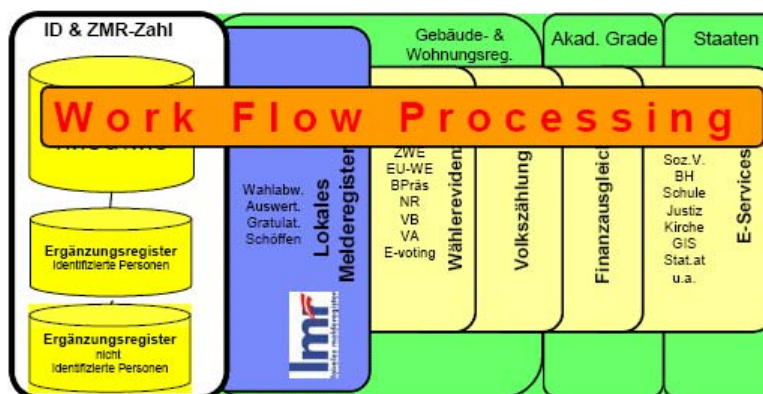 ID & ZMR-Zahl
Gebäude- &
Wohnungsreg.
Akad. Grade
Staaten
Work Flow Processing
Ergänzungsregister
Identifizierte Personen
Ergänzungsregister
nicht
Identifizierte Personen
Wahlabw.
Auswert.
Gratulat.
Schöffen
Lokales
Melderegister
lmr
lokales melderegister
ZWE
EU-WE
BPräs
NR
VB
VA
E-voting
Wählerevidenz
Volkszählung
Finanzausgleich
Soz.V.
BH
Schule
Justiz
Kirche
GIS
Stat.at
u.a.
E-Services